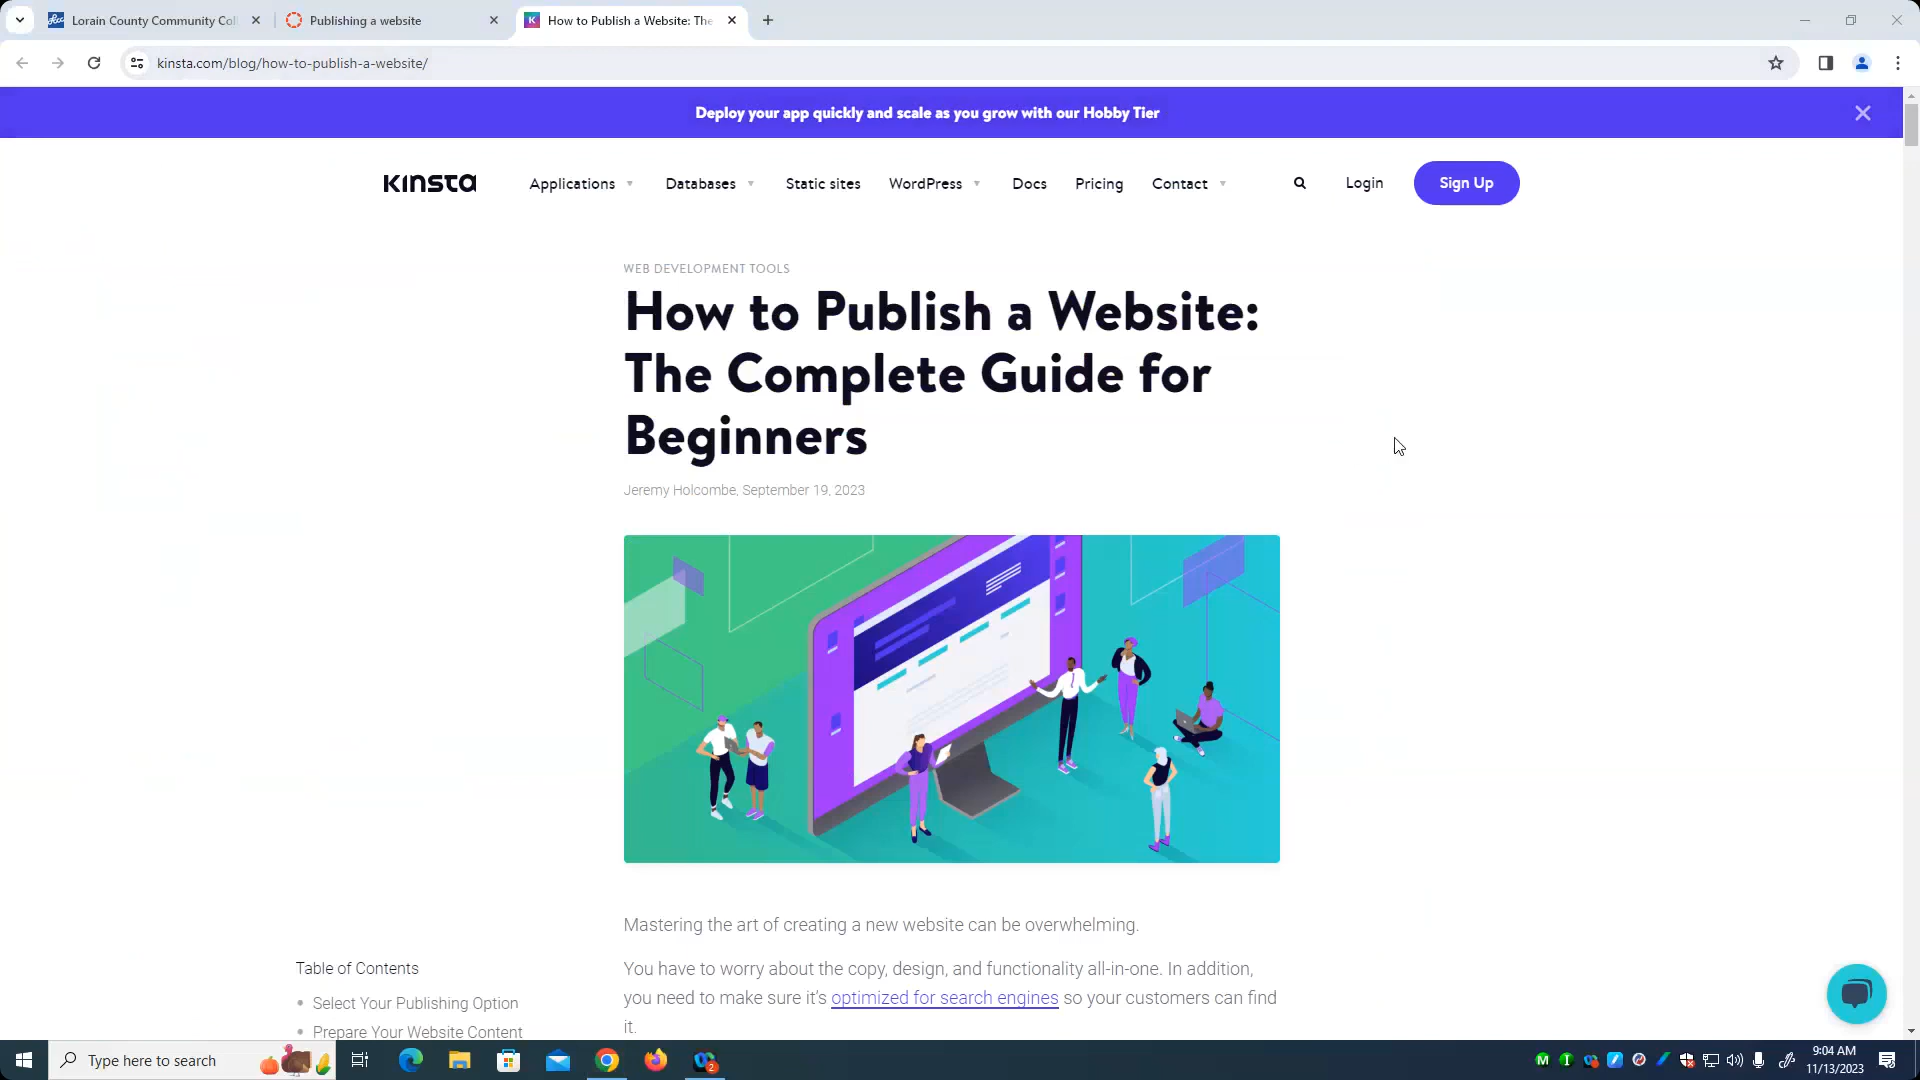 Lorain County Community Col
Publishing a website
How to Publish a Website: The
kinsta.com/blog/how-to-publish-a-website/
Deploy your app quickly and scale as you grow with our Hobby Tier
KINSTA
Applications
Databases
Static sites
WordPress
Docs
Pricing
Contact
Login
Sign Up
WEB DEVELOPMENT TOOLS
How to Publish a Website:
The Complete Guide for
Beginners
Jeremy Holcombe, September 19, 2023
Mastering the art of creating a new website can be overwhelming.
You have to worry about the copy, design, and functionality all-in-one. In addition,
you need to make sure it’s optimized for search engines so your customers can find
it.
Table of Contents
• Select Your Publishing Option
• Prepare Your Website Content
Type here to search
2
9:04 AM
11/13/2023